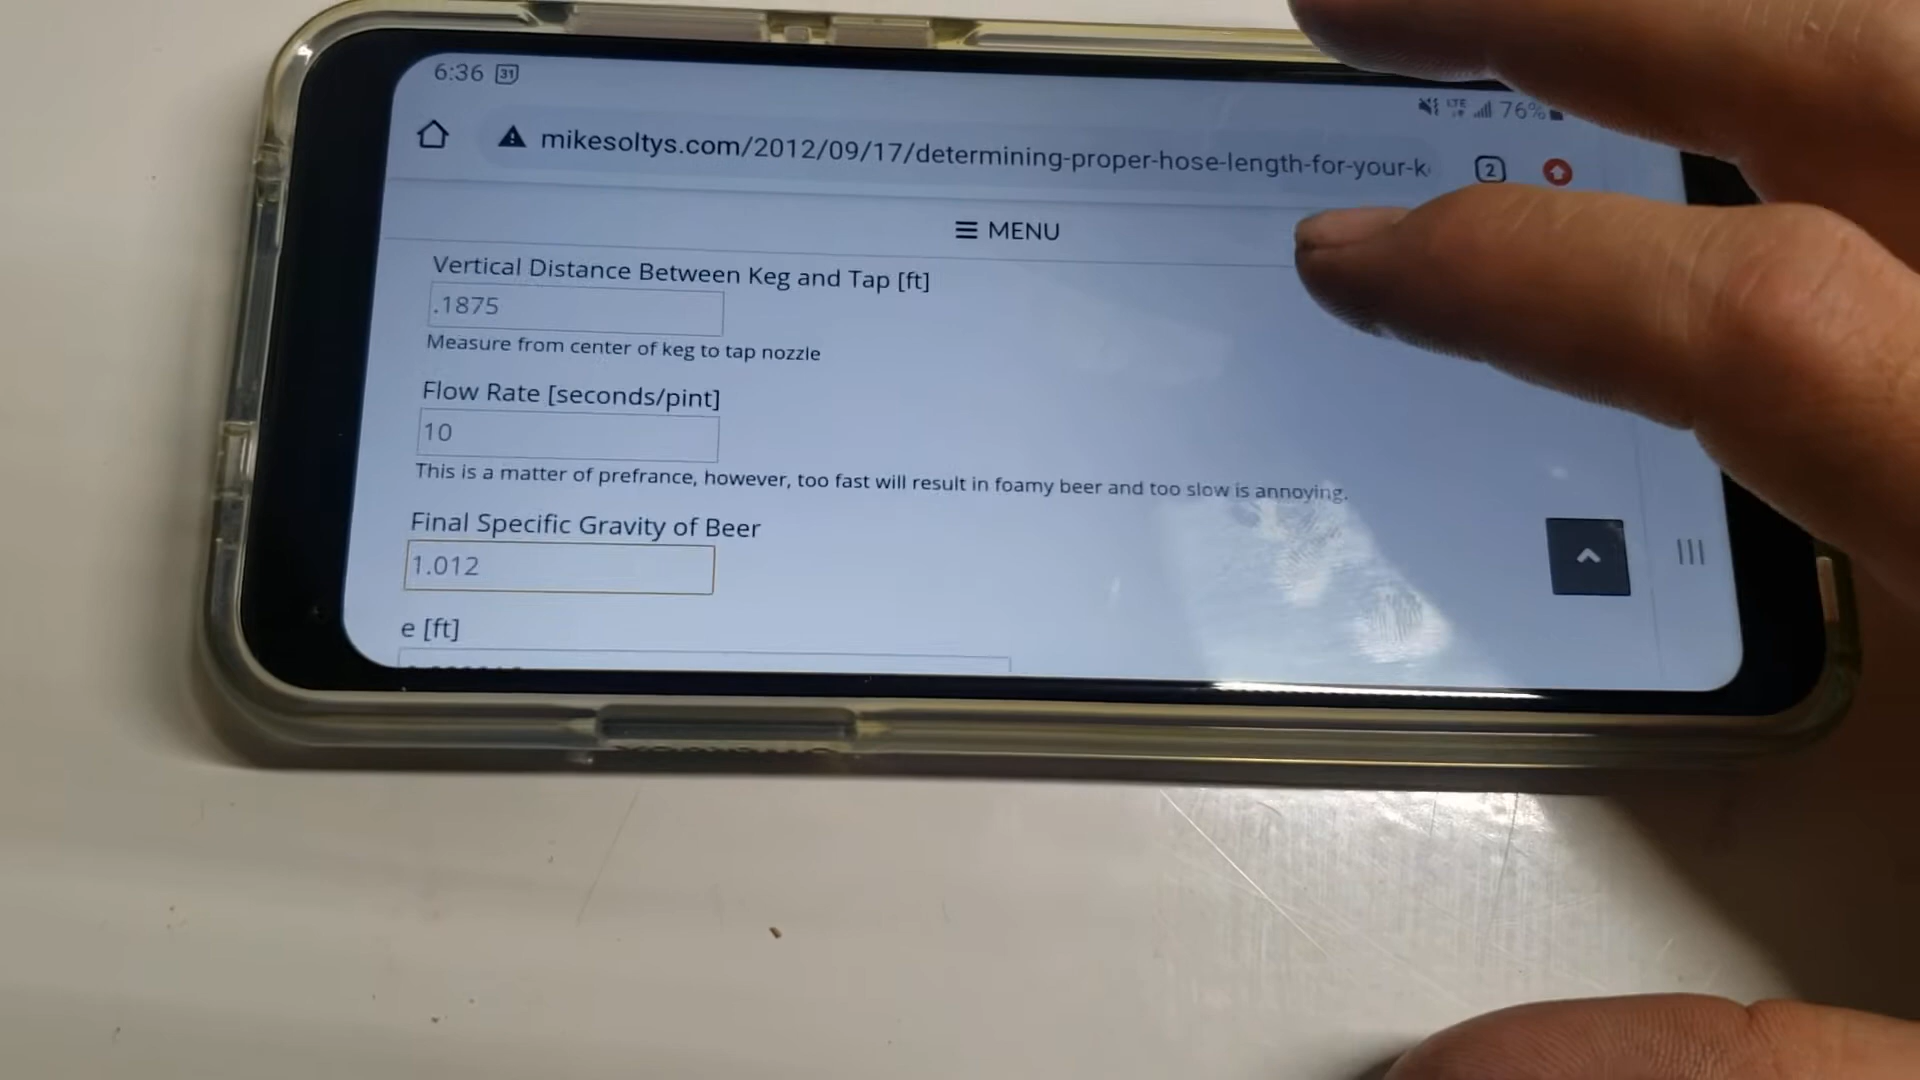 6:36 31
LTE 76%
mikesoltys.com/2012/09/17/determining-proper-hose-length-for-your-k
2
MENU
Vertical Distance Between Keg and Tap [ft]
.1875
Measure from center of keg to tap nozzle
Flow Rate [seconds/pint]
10
This is a matter of prefrance, however, too fast will result in foamy beer and too slow is annoying.
Final Specific Gravity of Beer
1.012
e [ft]